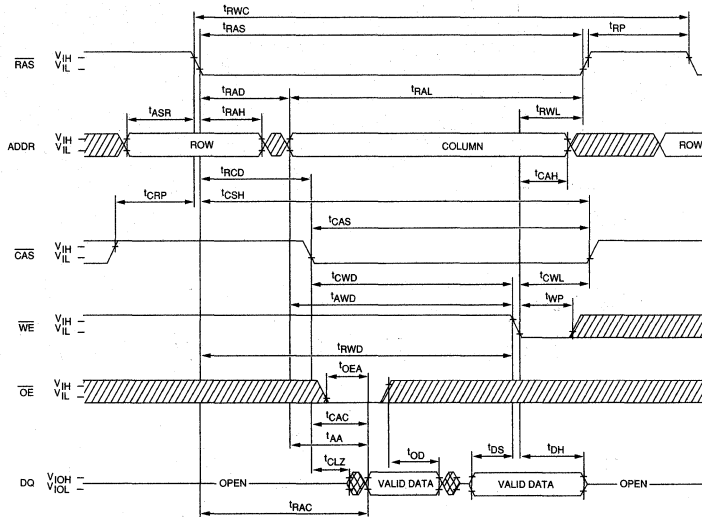 tRWC
tRAS
tRP
RAS
VIH
VIL
tRAD
tRAL
tASR
tRAH
tRWL
ADDR
VIH
VIL
ROW
COLUMN
ROW
tRCD
tCAH
tCRP
tCSH
tCAS
CAS
VIH
VIL
tCWD
tCWL
tAWD
tWP
WE
VIH
VIL
tRWD
tOEA
OE
VIH
VIL
tCAC
tAA
tCLZ
tOD
tDS
tDH
DQ
VIOH
VIOL
OPEN
VALID DATA
VALID DATA
OPEN
tRAC